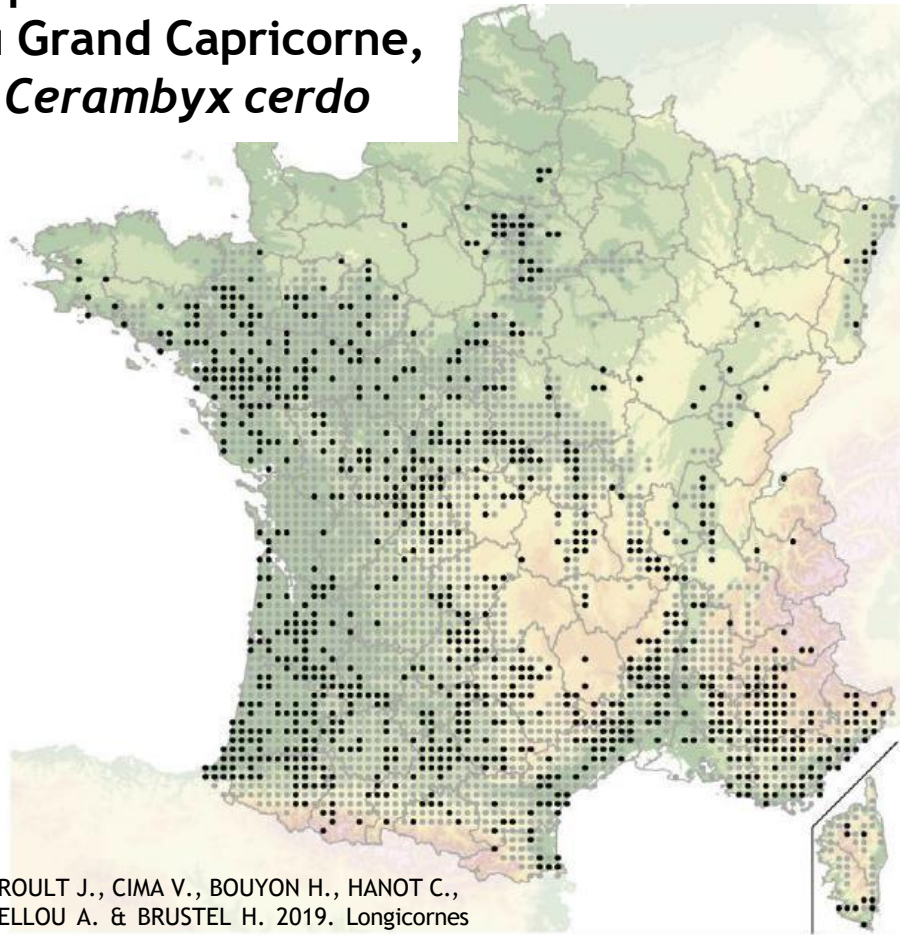 Grand Capricorne,
Cerambyx cerdo
ROULT J., CIMA V., BOUYON H., HANOT C.,
ELLOU A. & BRUSTEL H. 2019. Longicornes